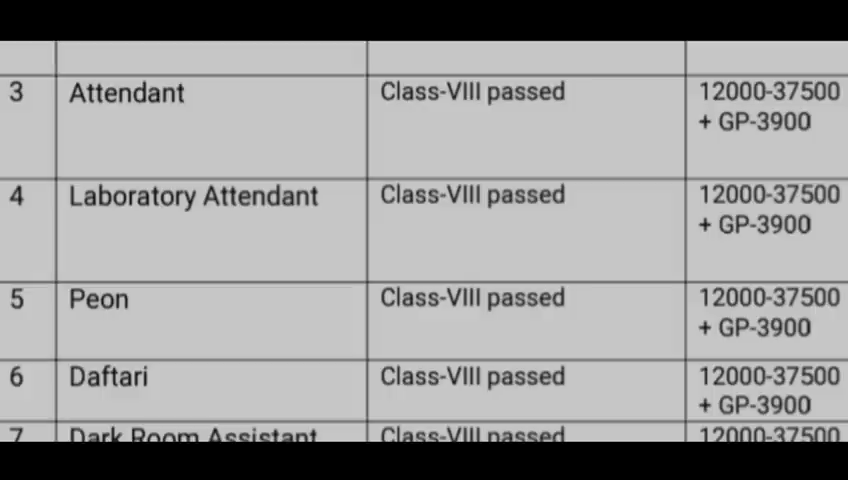 3 Attendant Class-VIII passed 12000-37500
+ GP-3900
4 Laboratory Attendant Class-VIII passed 12000-37500
+ GP-3900
5 Peon Class-VIII passed 12000-37500
+ GP-3900
6 Daftari Class-VIII passed 12000-37500
+ GP-3900
7 Dark Room Assistant Class-VIII passed 12000-37500